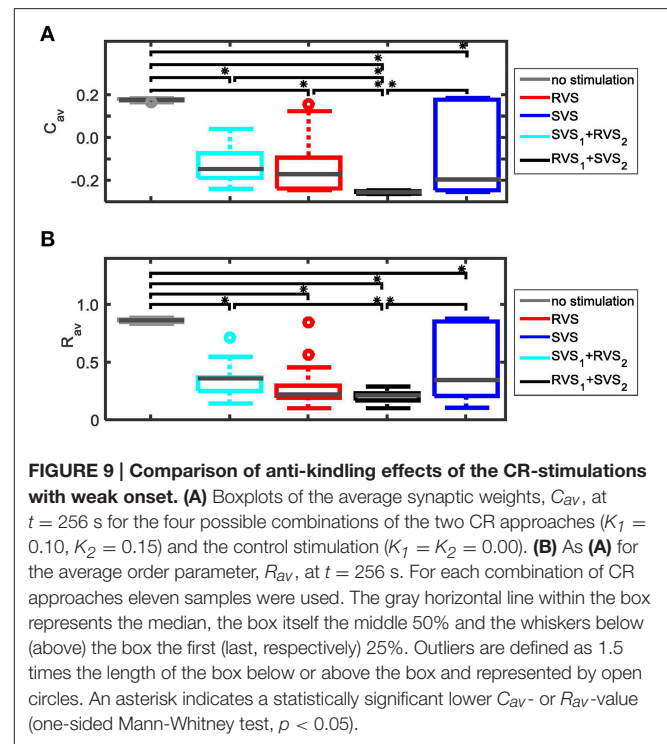 A
0.2
0.0
-0.2
C_av
* * * * * * * *
no stimulation
RVS
SVS
SVS₁+RVS₂
RVS₁+SVS₂
B
1.0
0.5
0
R_av
* * * * * *
no stimulation
RVS
SVS
SVS₁+RVS₂
RVS₁+SVS₂
FIGURE 9 | Comparison of anti-kindling effects of the CR-stimulations
with weak onset. (A) Boxplots of the average synaptic weights, C_av, at
t = 256 s for the four possible combinations of the two CR approaches (K₁ =
0.10, K₂ = 0.15) and the control stimulation (K₁ = K₂ = 0.00). (B) As (A) for
the average order parameter, R_av, at t = 256 s. For each combination of CR
approaches eleven samples were used. The gray horizontal line within the box
represents the median, the box itself the middle 50% and the whiskers below
(above) the box the first (last, respectively) 25%. Outliers are defined as 1.5
times the length of the box below or above the box and represented by open
circles. An asterisk indicates a statistically significant lower C_av- or R_av-value
(one-sided Mann-Whitney test, p < 0.05).